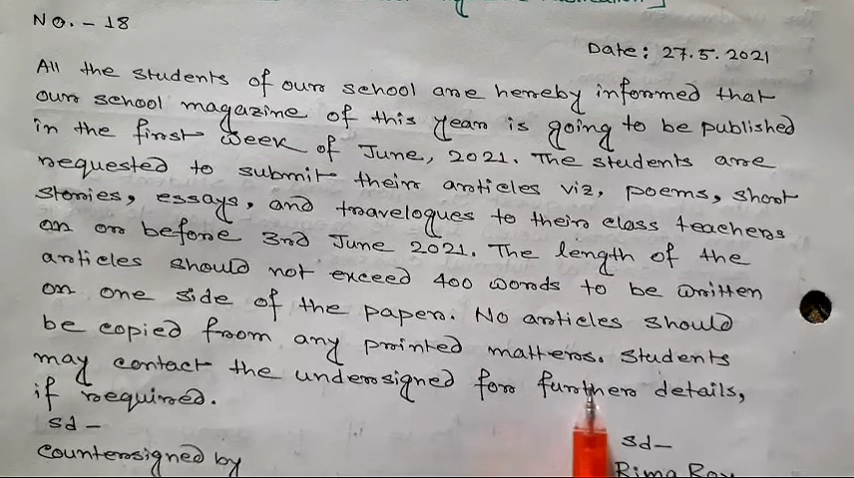 No. - 18
Date: 27.5.2021
All the students of our school are hereby informed that
our school magazine of this year is going to be published
in the first week of June, 2021. The students are
requested to submit their articles viz, poems, short
stories, essays, and travelogues to their class teachers
on or before 3rd June 2021. The length of the
articles should not exceed 400 words to be written
on one side of the paper. No articles should
be copied from any printed matters. Students
may contact the undersigned for further details,
if required.
sd-
sd-
countersigned by
Rima Roy